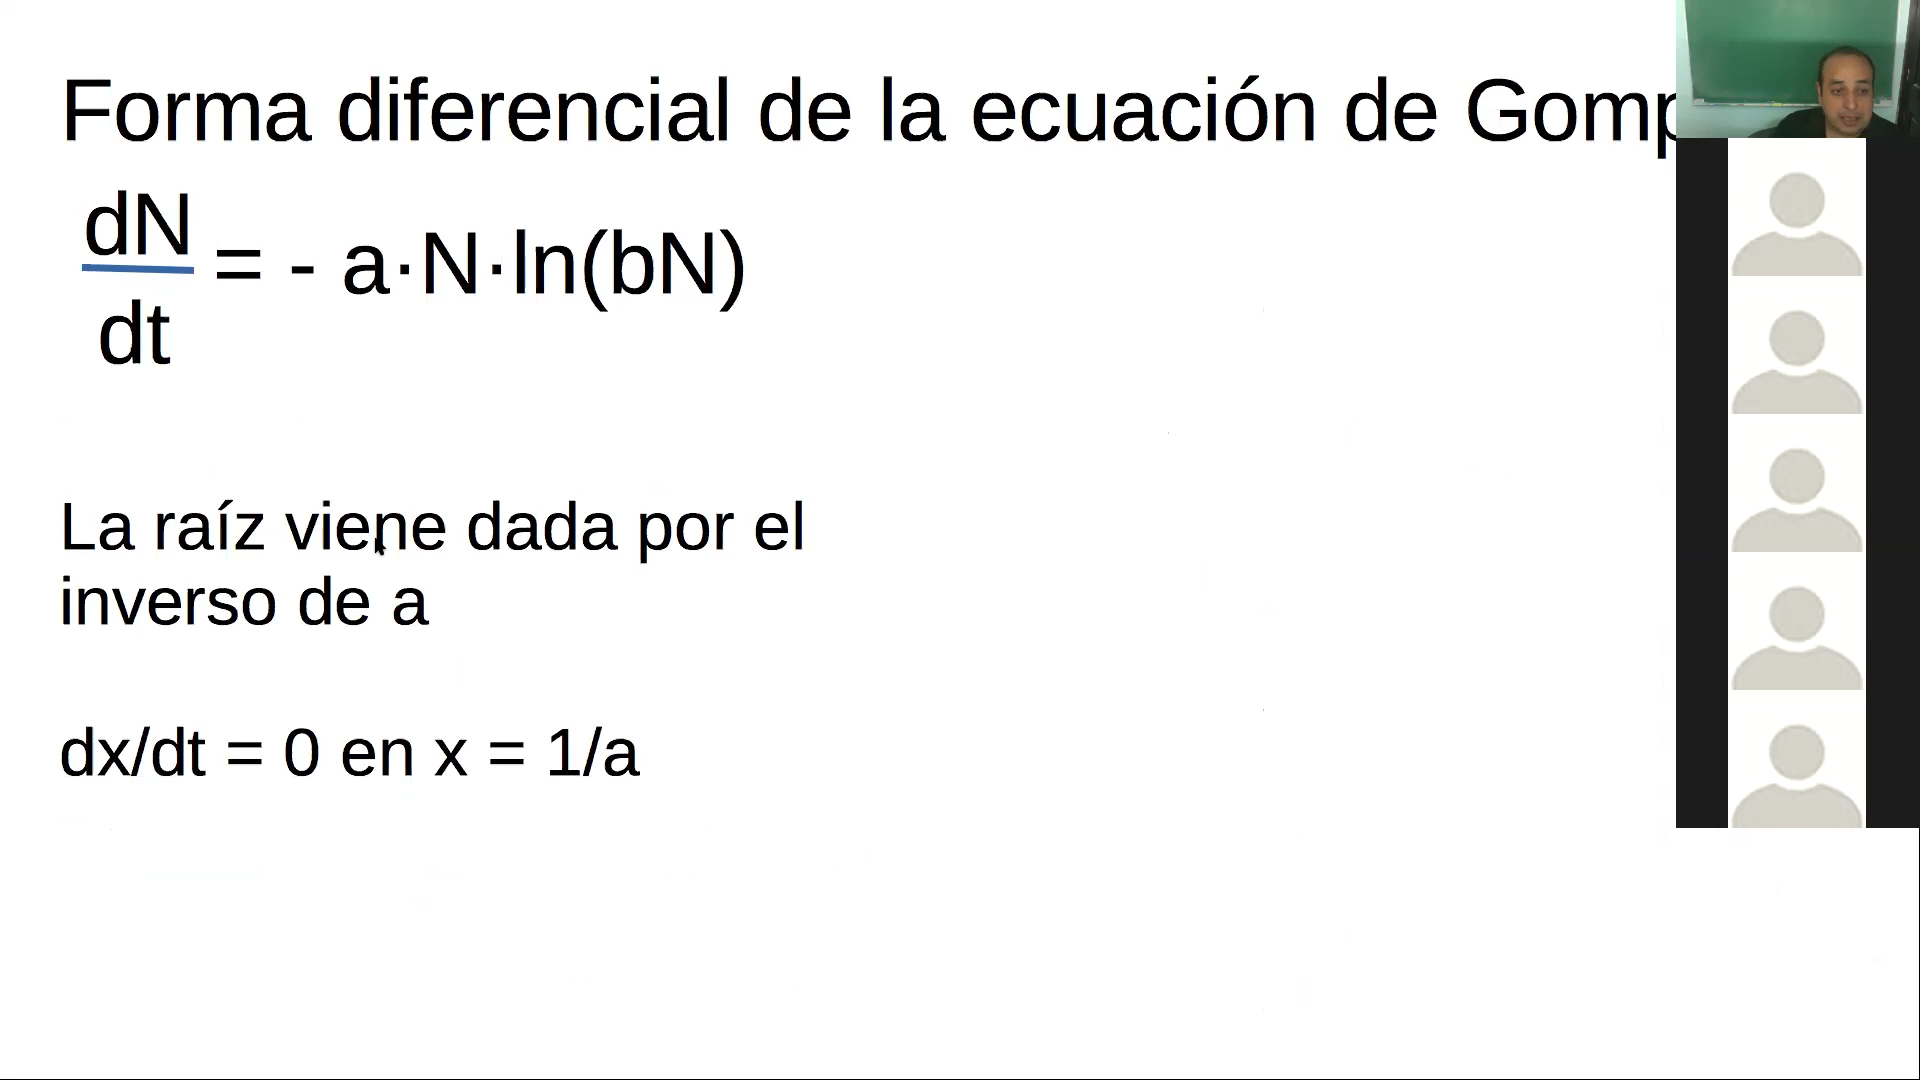 Forma diferencial de la ecuación de
dN
= - a·N·ln(bN)
dt
La raíz viene dada por el
inverso de a
dx/dt = 0 en x = 1/a